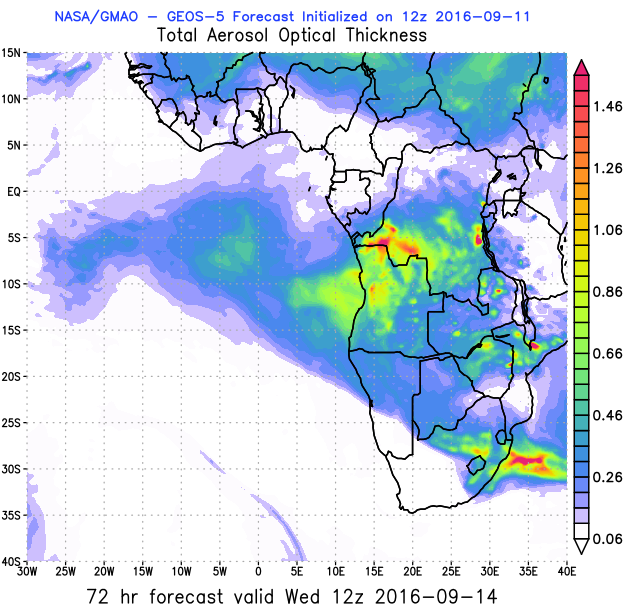 NASA/GMAO – GEOS-5 Forecast Initialized on 12z 2016-09-11
Total Aerosol Optical Thickness
15N
10N
5N
EQ
5S
10S
15S
20S
25S
30S
35S
40S
30W 25W 20W 15W 10W 5W 0 5E 10E 15E 20E 25E 30E 35E 40E
1.46
1.26
1.06
0.86
0.66
0.46
0.26
0.06
72 hr forecast valid Wed 12z 2016-09-14